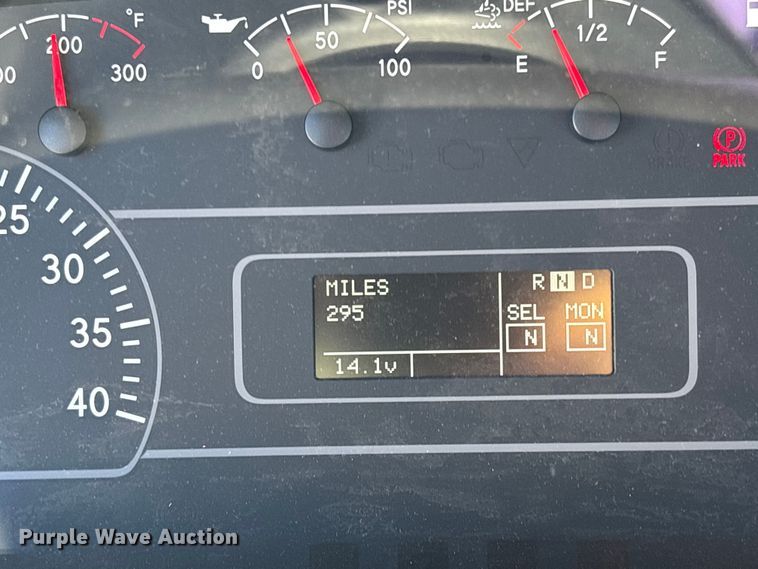 PSI
DEF
200
°F
50
1/2
300
0
100
E
F
PARK
25
30
35
40
R N D
MILES
295
SEL MON
N N
14.1v
Purple Wave Auction